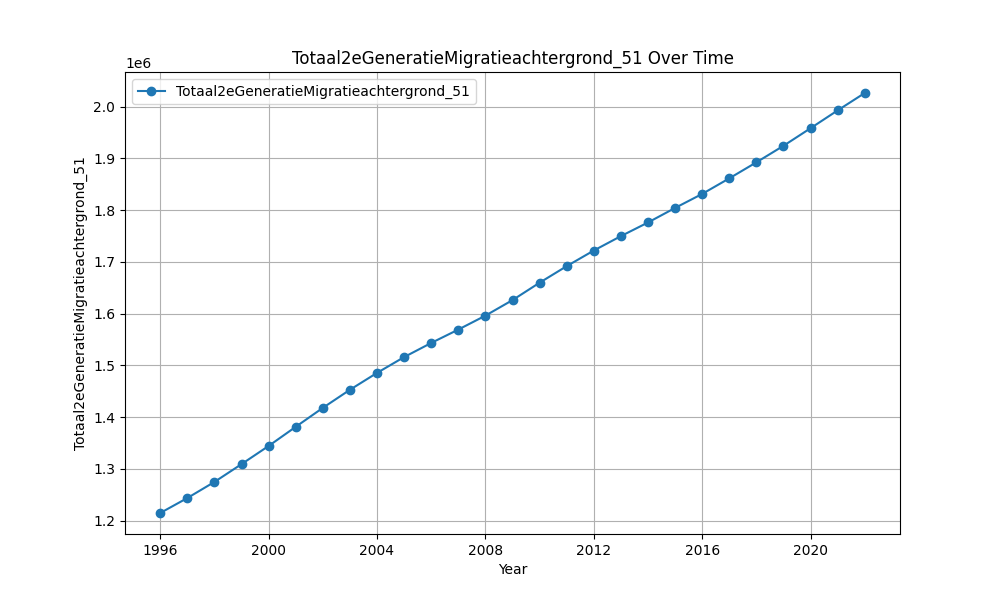 Totaal2eGeneratieMigratieachtergrond_51 Over Time
1e6
Totaal2eGeneratieMigratieachtergrond_51
Totaal2eGeneratieMigratieachtergrond_51
2.0
1.9
1.8
1.7
1.6
1.5
1.4
1.3
1.2
1996 2000 2004 2008 2012 2016 2020
Year